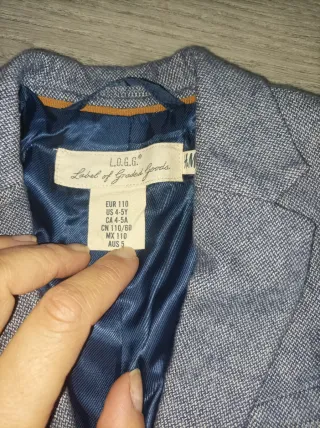 L.O.G.G.®
Label of Graded Goods
EUR 110
US 4-5Y
CA 4-5A
CN 110/60
MX 110
AUS 5